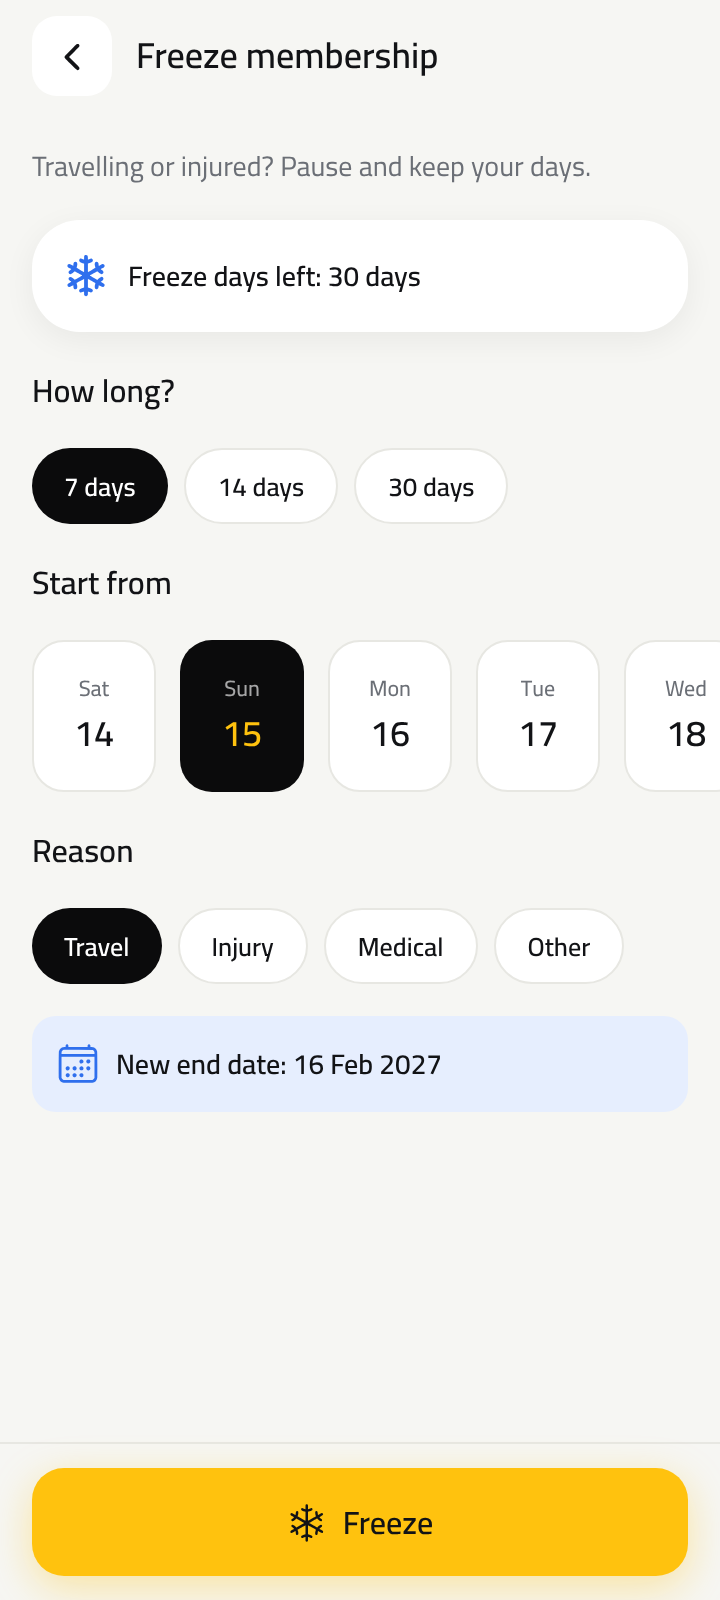 Freeze membership
Travelling or injured? Pause and keep your days.
Freeze days left: 30 days
How long?
7 days 14 days 30 days
Start from
Sat Sun Mon Tue Wed
14 15 16 17 18
Reason
Travel Injury Medical Other
New end date: 16 Feb 2027
Freeze